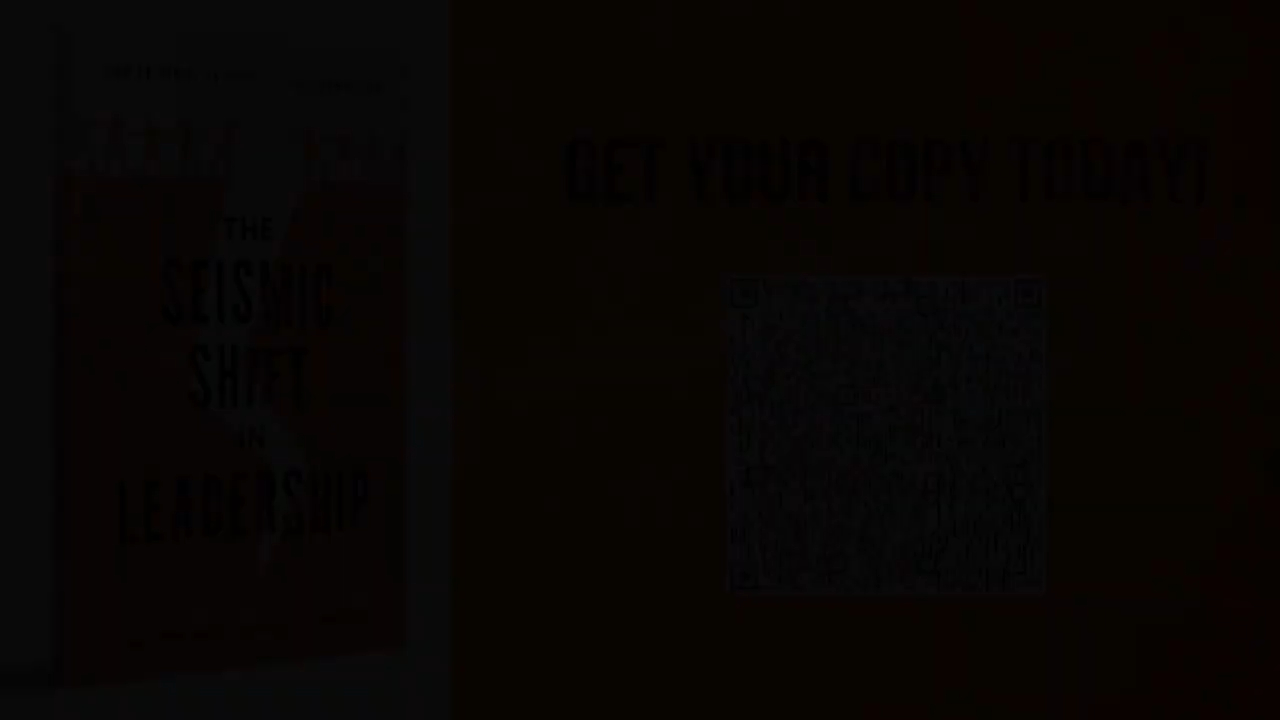 THE
SEISMIC
SHIFT
IN
LEADERSHIP
GET YOUR COPY TODAY!